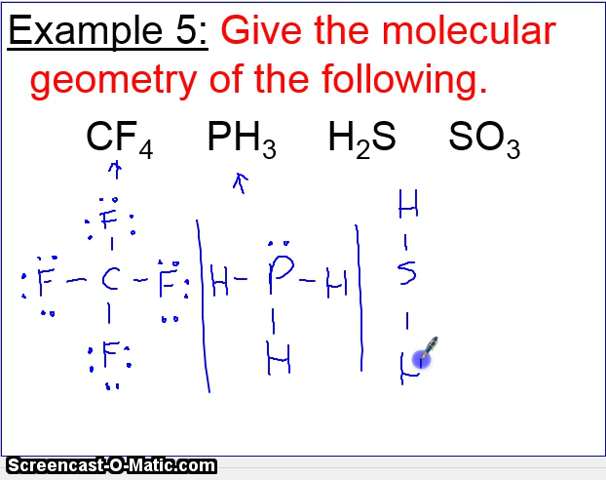 Example 5: Give the molecular
geometry of the following.
CF₄ PH₃ H₂S SO₃
F H
F – C – F H – P – H S
F H H
Screencast-O-Matic.com